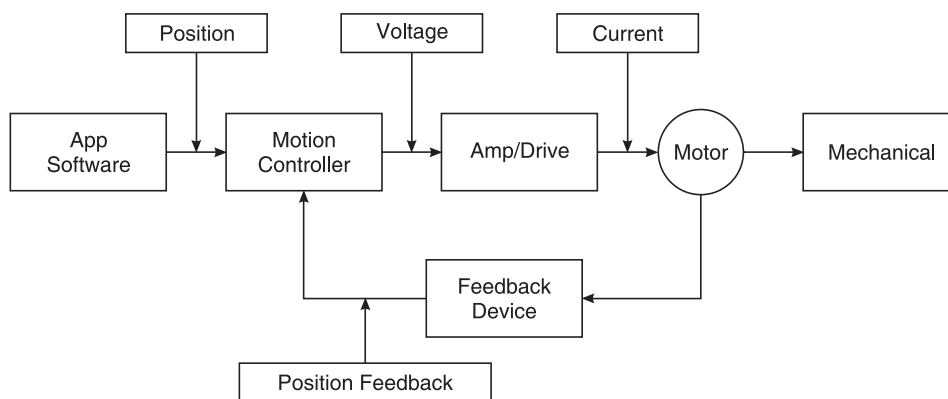 Position
Voltage
Current
App
Software
Motion
Controller
Amp/Drive
Motor
Mechanical
Feedback
Device
Position Feedback